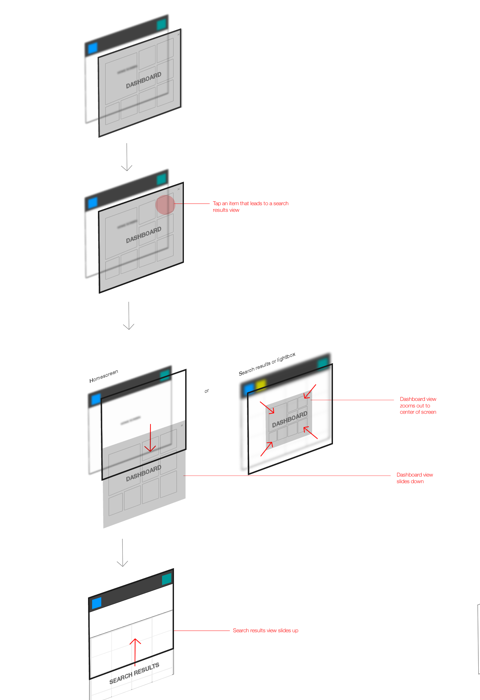 DASHBOARD
DASHBOARD
Tap an item that leads to a search
results view
Homescreen
or
Search results or lightbox
DASHBOARD
Dashboard view
zooms out to
center of screen
DASHBOARD
Dashboard view
slides down
Search results view slides up
SEARCH RESULTS